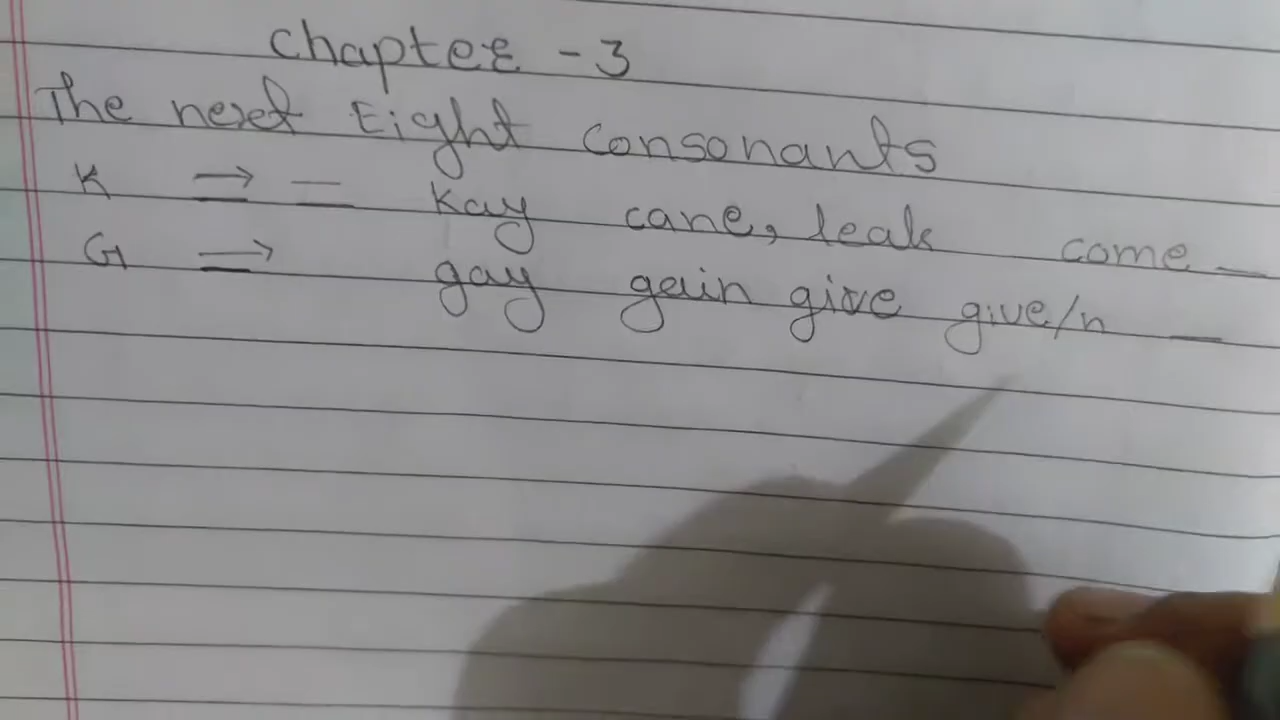 Chapter - 3
The next Eight consonants
K → = Kay cane, leak come _
G → gay gain give give/n _